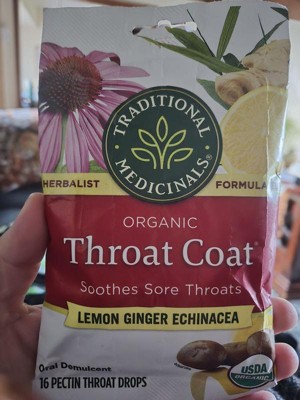 TRADITIONAL
MEDICINALS®
HERBALIST
FORMULA
ORGANIC
Throat Coat®
Soothes Sore Throats
LEMON GINGER ECHINACEA
Oral Demulcent
16 PECTIN THROAT DROPS
USDA
ORGANIC